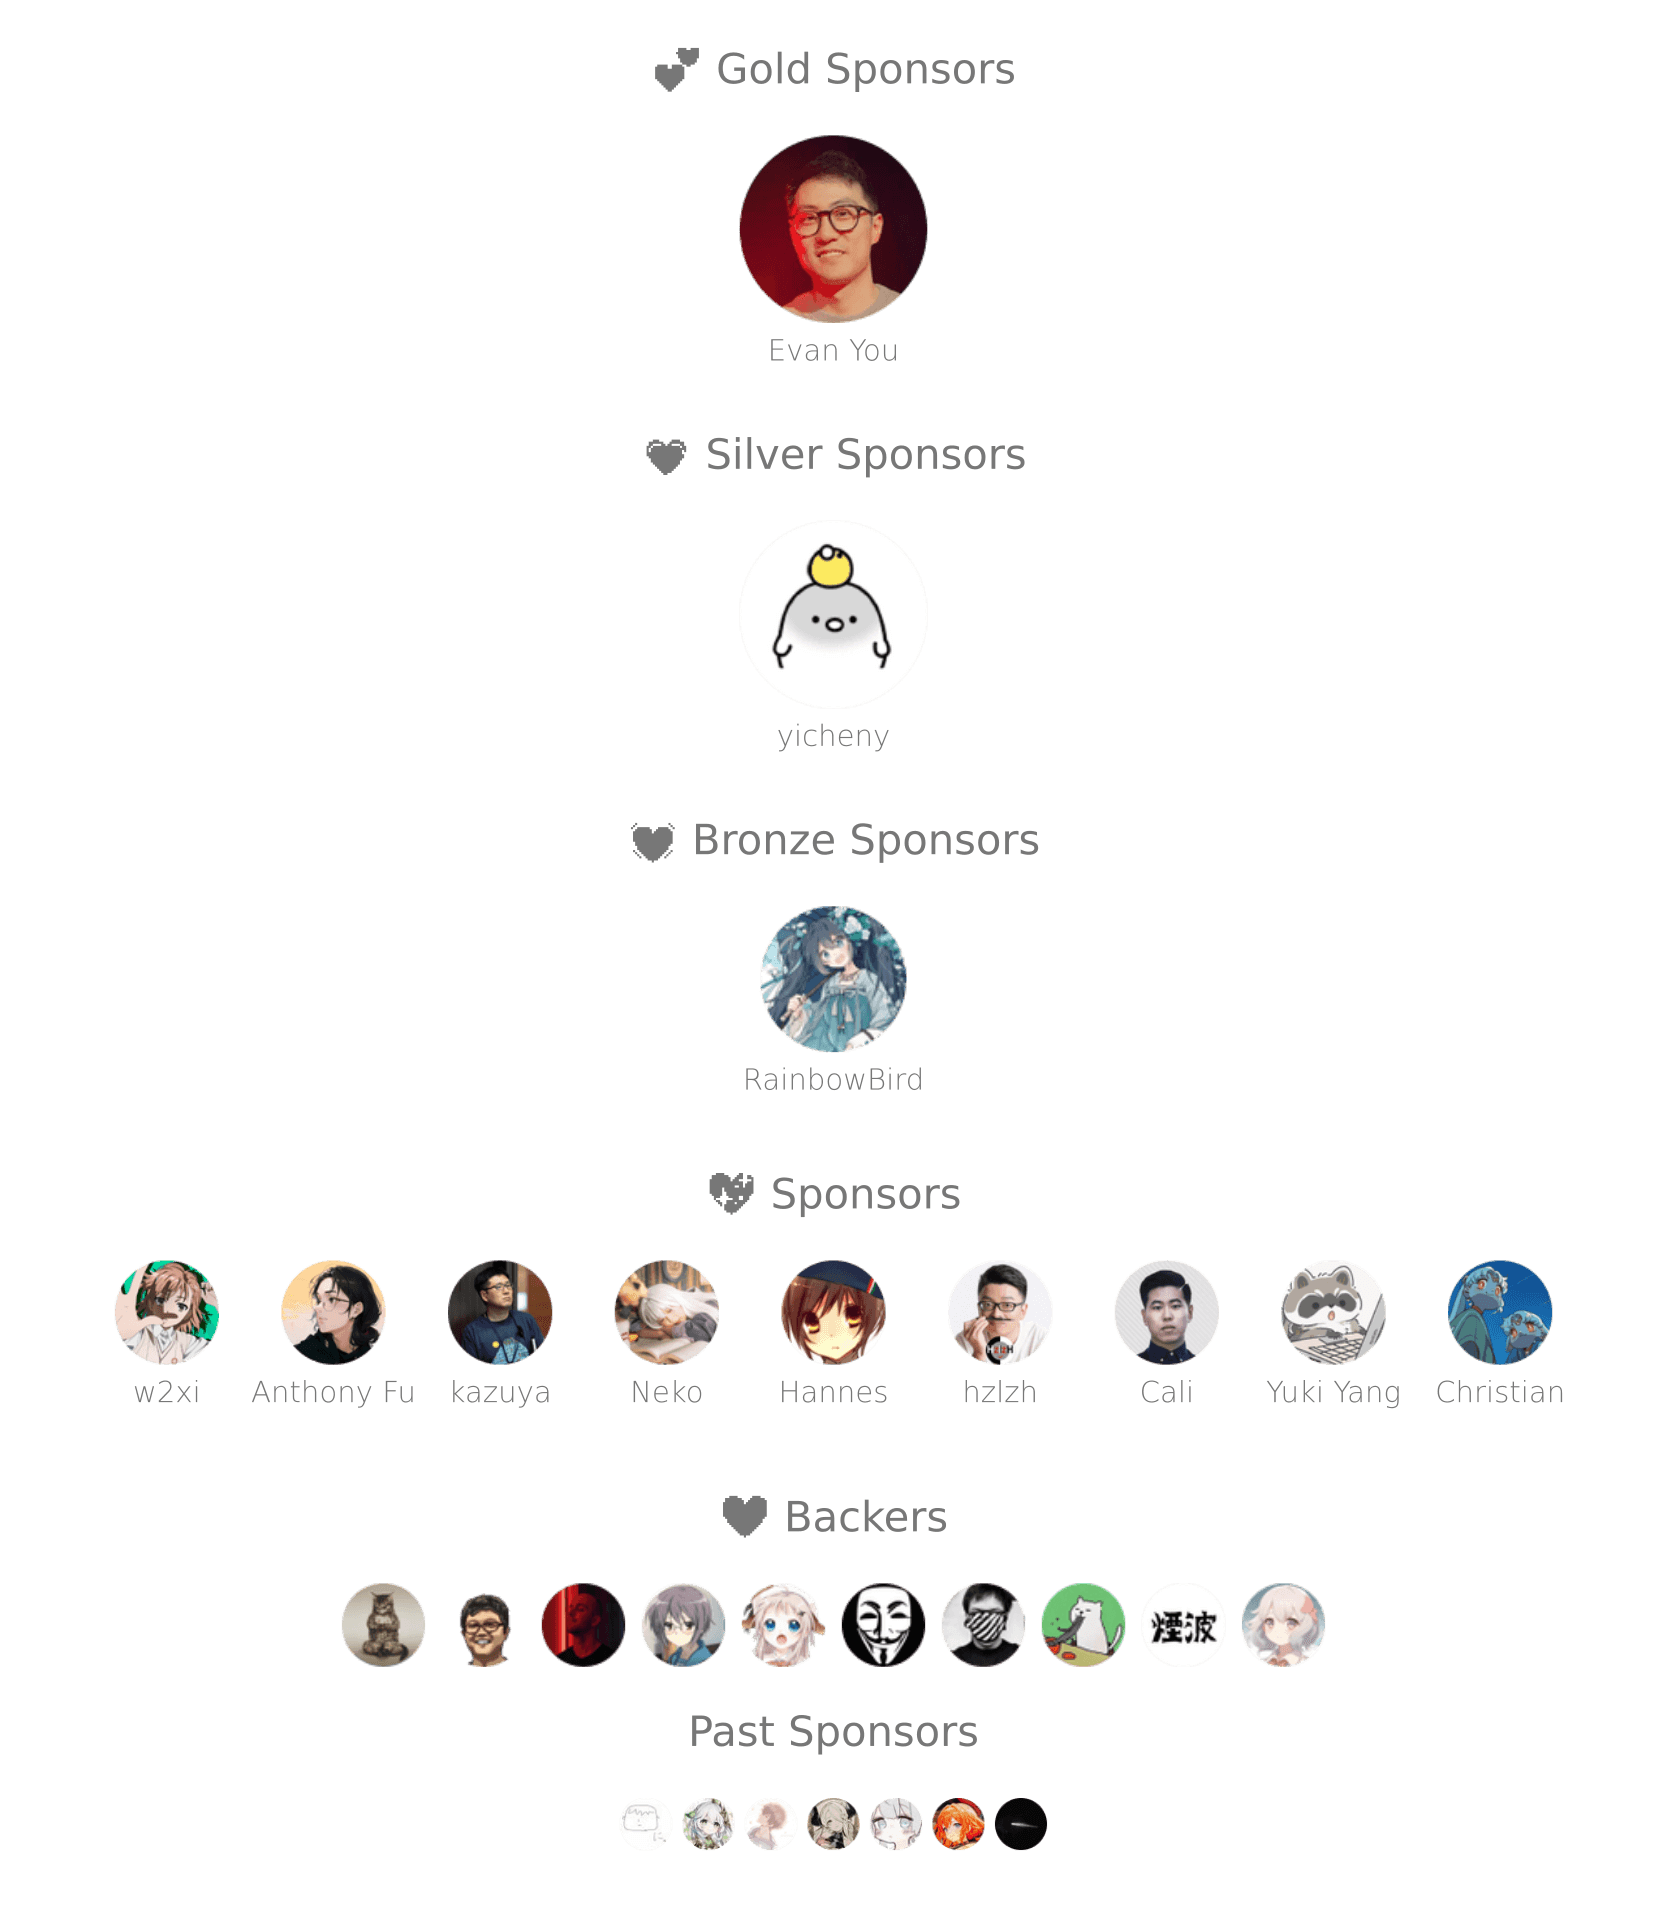 Gold Sponsors
Evan You
Silver Sponsors
yicheny
Bronze Sponsors
RainbowBird
Sponsors
HzlzH
w2xi Anthony Fu kazuya Neko Hannes hzlzh Cali Yuki Yang Christian
Backers
煙波
Past Sponsors